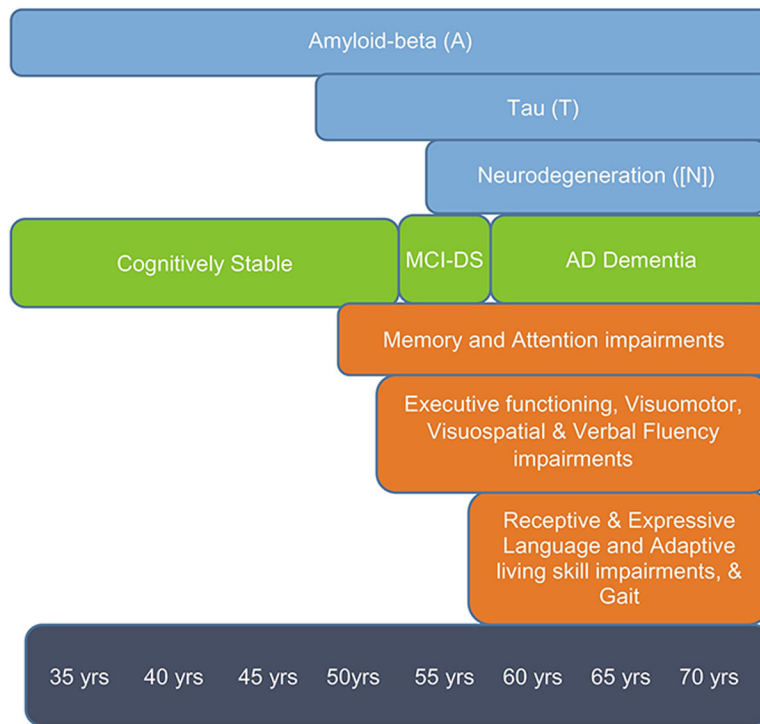 Amyloid-beta (A)
Tau (T)
Neurodegeneration ([N])
Cognitively Stable
MCI-DS
AD Dementia
Memory and Attention impairments
Executive functioning, Visuomotor,
Visuospatial & Verbal Fluency
impairments
Receptive & Expressive
Language and Adaptive
living skill impairments, &
Gait
35 yrs 40 yrs 45 yrs 50yrs 55 yrs 60 yrs 65 yrs 70 yrs